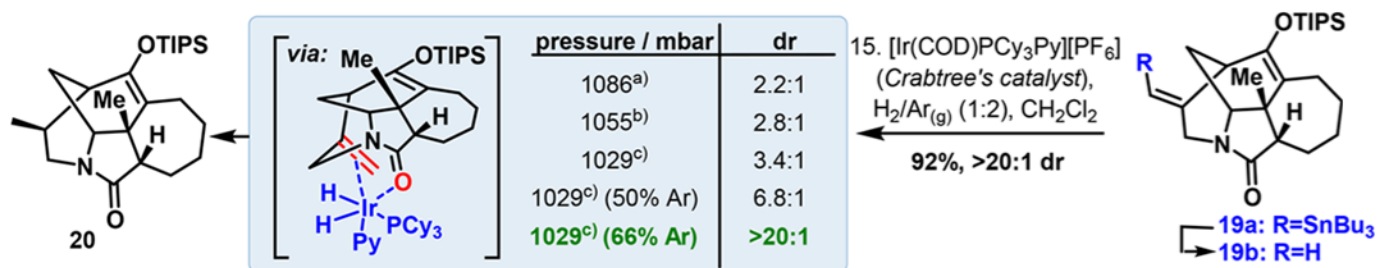 OTIPS
Me
H
N
O
20
via:
Me
OTIPS
H
N
O
H
H
Ir
PCy₃
Py
pressure / mbar dr
1086ᵃ⁾ 2.2:1
1055ᵇ⁾ 2.8:1
1029ᶜ⁾ 3.4:1
1029ᶜ⁾ (50% Ar) 6.8:1
1029ᶜ⁾ (66% Ar) >20:1
15. [Ir(COD)PCy₃Py][PF₆]
(Crabtree's catalyst),
H₂/Ar₍g₎ (1:2), CH₂Cl₂
92%, >20:1 dr
R
OTIPS
Me
H
N
O
19a: R=SnBu₃
19b: R=H